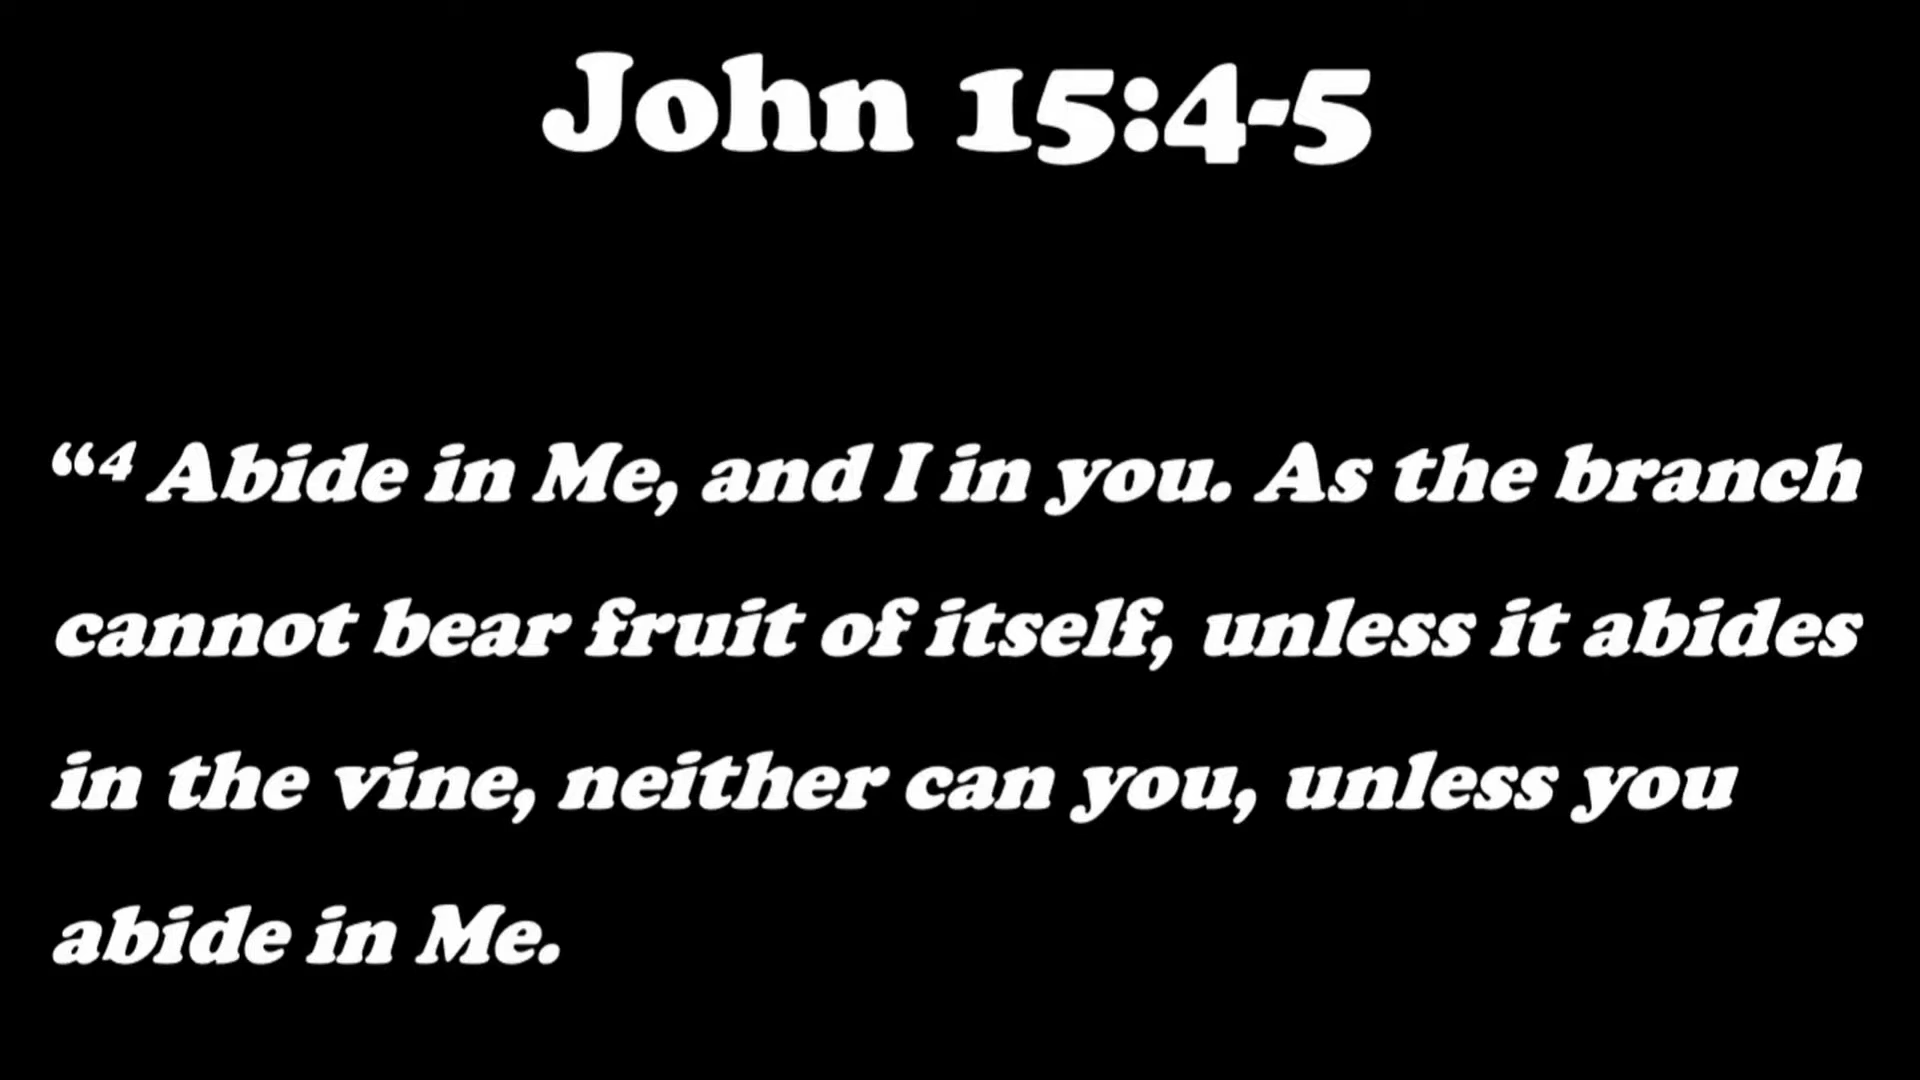 John 15:4-5
“⁴ Abide in Me, and I in you. As the branch
cannot bear fruit of itself, unless it abides
in the vine, neither can you, unless you
abide in Me.